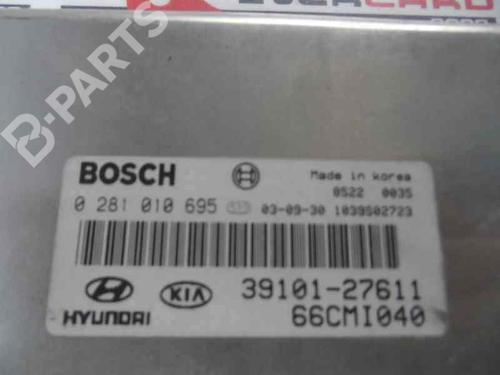 B-PARTS
BOSCH
Made in korea
8522 0035
0 281 010 695 03-09-30 1039S02723
HYUNDAI
KIA
39101-27611
66CMI040